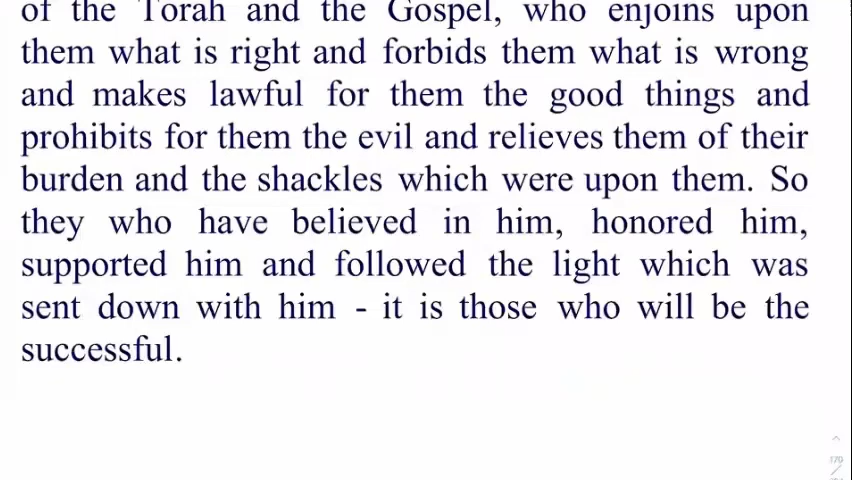 of the Torah and the Gospel, who enjoins upon
them what is right and forbids them what is wrong
and makes lawful for them the good things and
prohibits for them the evil and relieves them of their
burden and the shackles which were upon them. So
they who have believed in him, honored him,
supported him and followed the light which was
sent down with him - it is those who will be the
successful.
170